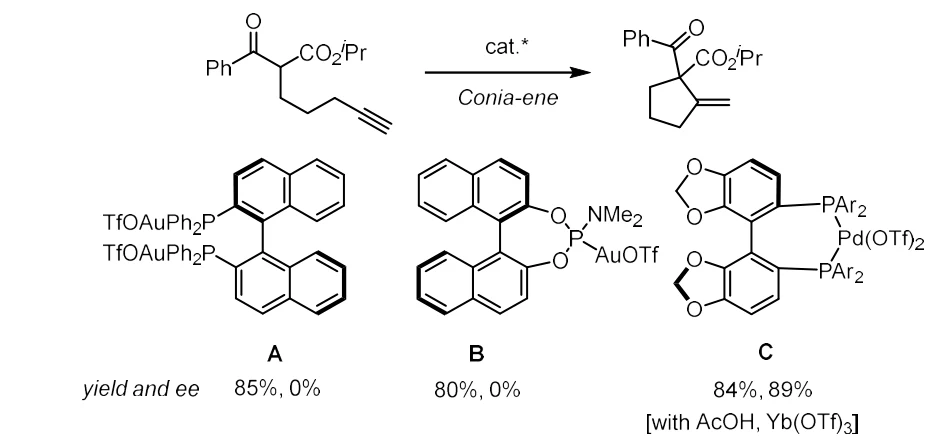 O
Ph
CO₂ⁱPr
cat.*
Conia-ene
Ph
O
CO₂ⁱPr
TfOAuPh₂P
TfOAuPh₂P
O
O
P
NMe₂
AuOTf
O
O
O
O
PAr₂
Pd(OTf)₂
PAr₂
A
B
C
yield and ee
85%, 0%
80%, 0%
84%, 89%
[with AcOH, Yb(OTf)₃]